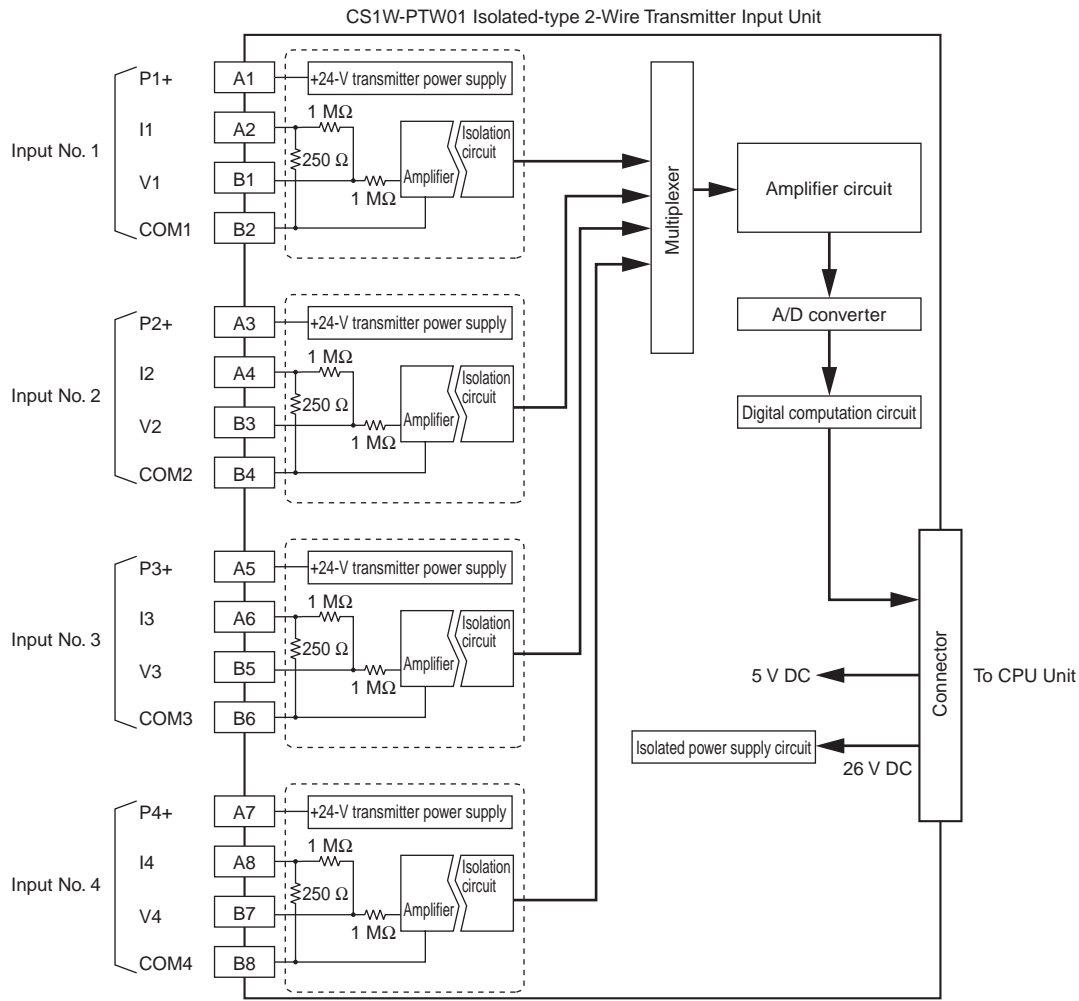 CS1W-PTW01 Isolated-type 2-Wire Transmitter Input Unit
Input No. 1
P1+
A1
+24-V transmitter power supply
1 MΩ
I1
A2
250 Ω
V1
B1
1 MΩ
Amplifier
Isolation
circuit
COM1
B2
Input No. 2
P2+
A3
+24-V transmitter power supply
1 MΩ
I2
A4
250 Ω
V2
B3
1 MΩ
Amplifier
Isolation
circuit
COM2
B4
Input No. 3
P3+
A5
+24-V transmitter power supply
1 MΩ
I3
A6
250 Ω
V3
B5
1 MΩ
Amplifier
Isolation
circuit
COM3
B6
Input No. 4
P4+
A7
+24-V transmitter power supply
1 MΩ
I4
A8
250 Ω
V4
B7
1 MΩ
Amplifier
Isolation
circuit
COM4
B8
Multiplexer
Amplifier circuit
A/D converter
Digital computation circuit
5 V DC
Isolated power supply circuit
26 V DC
Connector
To CPU Unit